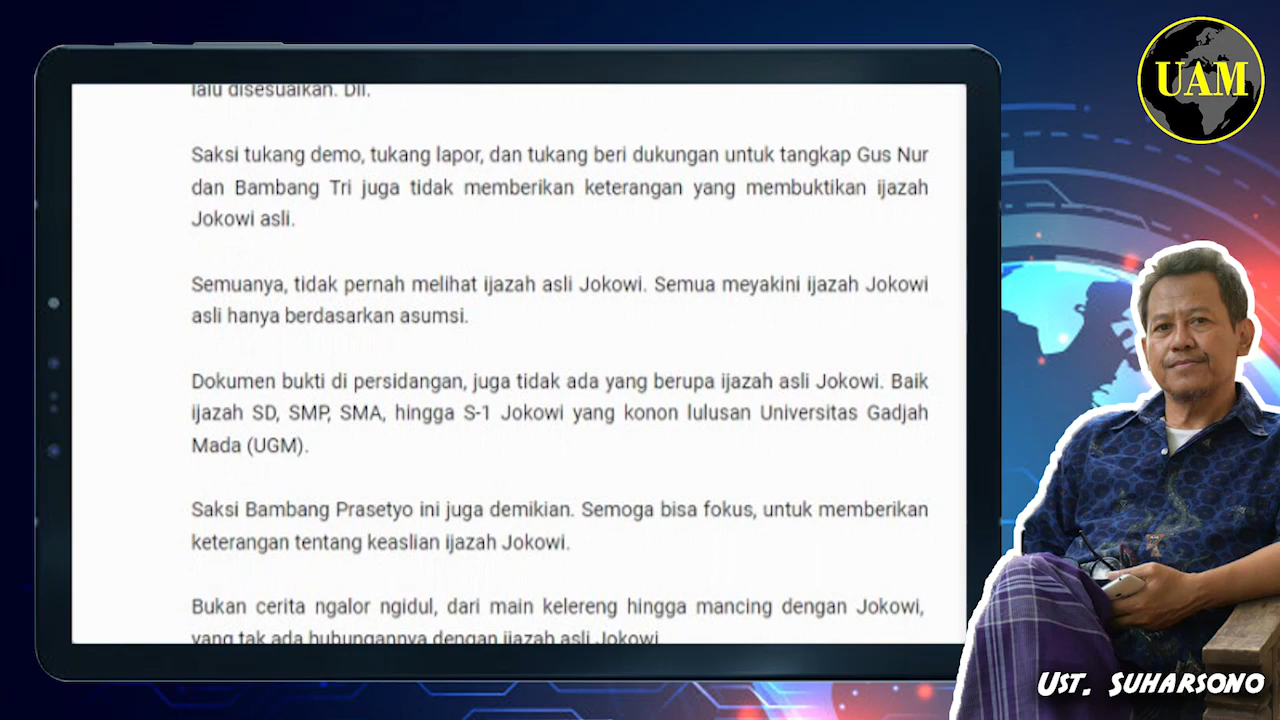 lalu disesuaikan. Dll.
Saksi tukang demo, tukang lapor, dan tukang beri dukungan untuk tangkap Gus Nur
dan Bambang Tri juga tidak memberikan keterangan yang membuktikan ijazah
Jokowi asli.
Semuanya, tidak pernah melihat ijazah asli Jokowi. Semua meyakini ijazah Jokowi
asli hanya berdasarkan asumsi.
Dokumen bukti di persidangan, juga tidak ada yang berupa ijazah asli Jokowi. Baik
ijazah SD, SMP, SMA, hingga S-1 Jokowi yang konon lulusan Universitas Gadjah
Mada (UGM).
Saksi Bambang Prasetyo ini juga demikian. Semoga bisa fokus, untuk memberikan
keterangan tentang keaslian ijazah Jokowi.
Bukan cerita ngalor ngidul, dari main kelereng hingga mancing dengan Jokowi,
yang tak ada hubungannya dengan ijazah asli Jokowi
UAM
Ust. Suharsono